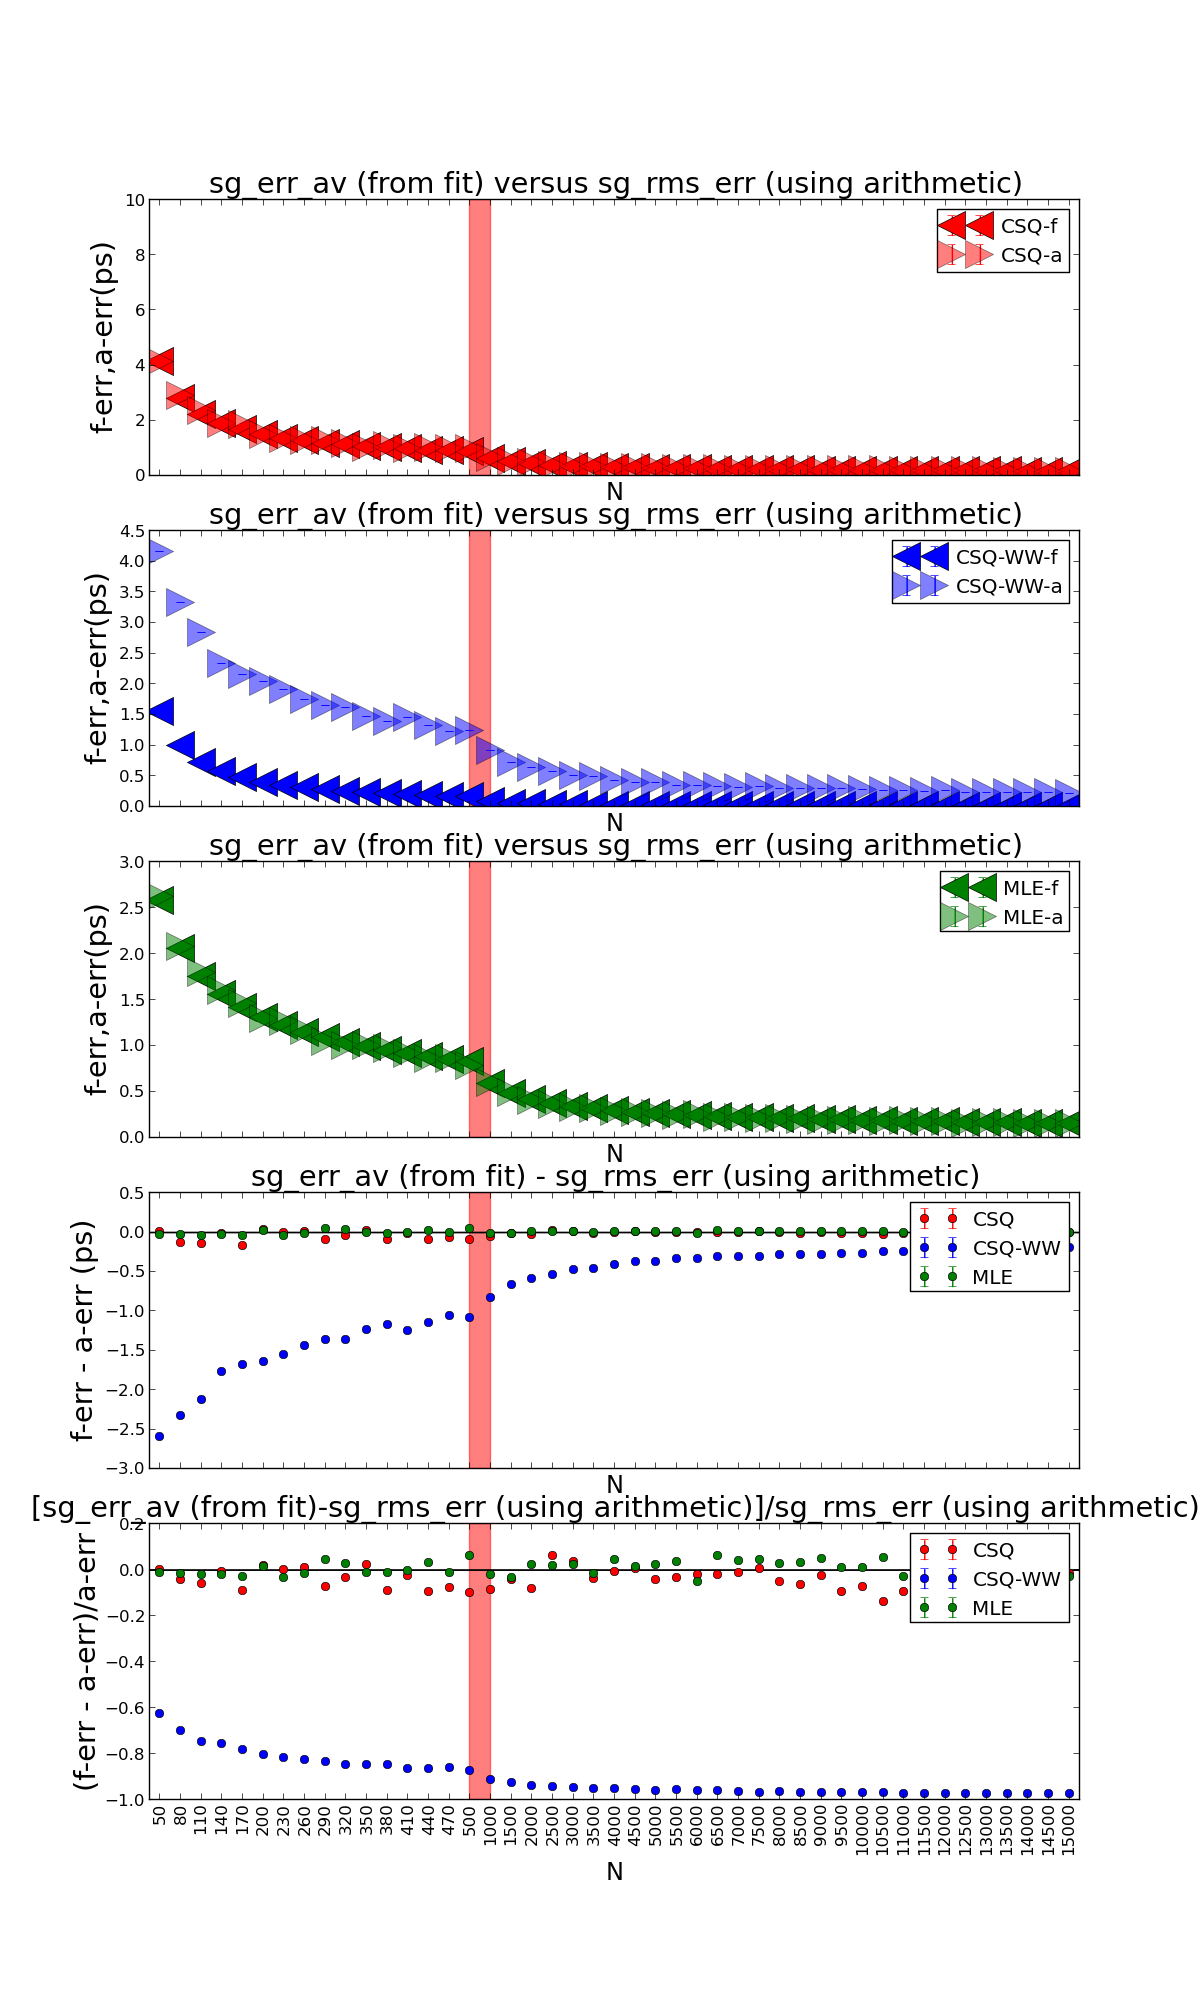 sg_err_av (from fit) versus sg_rms_err (using arithmetic)
10
8
6
4
2
0
f-err,a-err(ps)
CSQ-f
CSQ-a
N
sg_err_av (from fit) versus sg_rms_err (using arithmetic)
4.5
4.0
3.5
3.0
2.5
2.0
1.5
1.0
0.5
0.0
f-err,a-err(ps)
CSQ-WW-f
CSQ-WW-a
N
sg_err_av (from fit) versus sg_rms_err (using arithmetic)
3.0
2.5
2.0
1.5
1.0
0.5
0.0
f-err,a-err(ps)
MLE-f
MLE-a
N
sg_err_av (from fit) - sg_rms_err (using arithmetic)
0.5
0.0
−0.5
−1.0
−1.5
−2.0
−2.5
−3.0
f-err - a-err (ps)
CSQ
CSQ-WW
MLE
N
[sg_err_av (from fit)-sg_rms_err (using arithmetic)]/sg_rms_err (using arithmetic)
0.2
0.0
−0.2
−0.4
−0.6
−0.8
−1.0
(f-err - a-err)/a-err
CSQ
CSQ-WW
MLE
50 80 110 140 170 200 230 260 290 320 350 380 410 440 470 500 1000 1500 2000 2500 3000 3500 4000 4500 5000 5500 6000 6500 7000 7500 8000 8500 9000 9500 10000 10500 11000 11500 12000 12500 13000 13500 14000 14500 15000
N